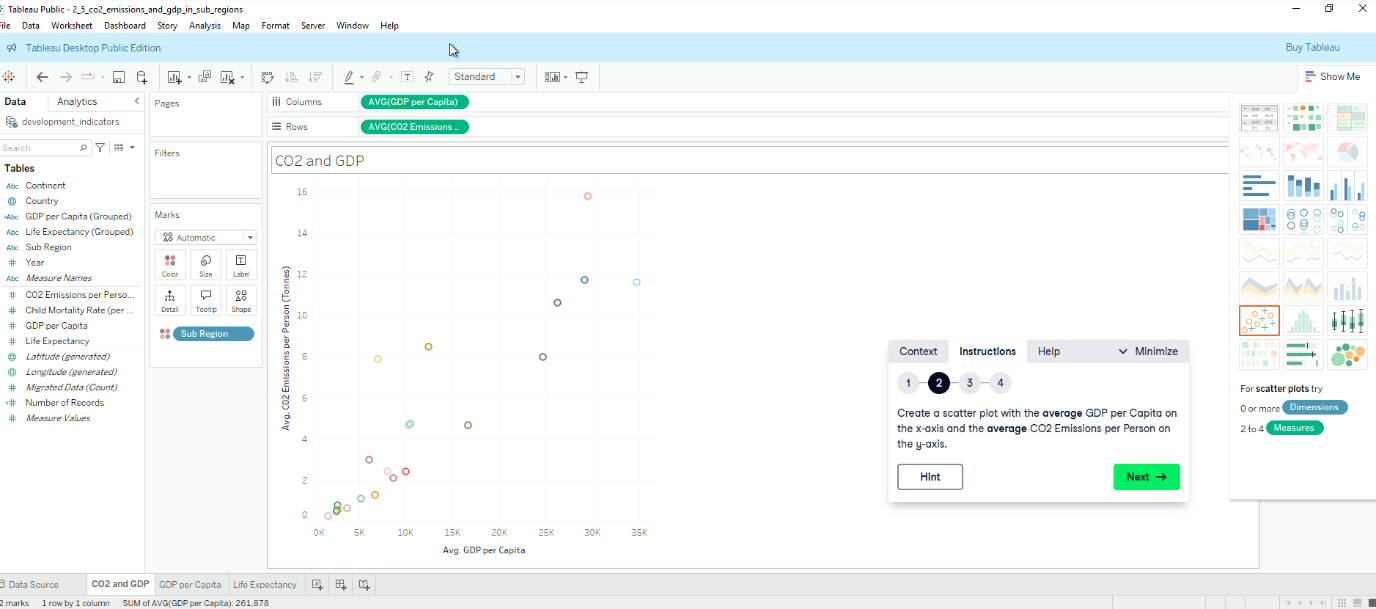 Tableau Public - 2_5_co2_emissions_and_gdp_in_sub_regions
File Data Worksheet Dashboard Story Analysis Map Format Server Window Help
Tableau Desktop Public Edition
Buy Tableau
Standard
Show Me
Data
Analytics
development_indicators
Search
Tables
Abc Continent
Country
Abc GDP per Capita (Grouped)
Abc Life Expectancy (Grouped)
Abc Sub Region
# Year
Abc Measure Names
# CO2 Emissions per Perso...
# Child Mortality Rate (per ...
# GDP per Capita
# Life Expectancy
Latitude (generated)
Longitude (generated)
# Migrated Data (Count)
# Number of Records
# Measure Values
Pages
Filters
Marks
Automatic
Color
Size
Label
Detail
Tooltip
Shape
Sub Region
Columns
AVG(GDP per Capita)
Rows
AVG(CO2 Emissions ..
CO2 and GDP
Avg. CO2 Emissions per Person (Tonnes)
16
14
12
10
8
6
4
2
0
0K 5K 10K 15K 20K 25K 30K 35K
Avg. GDP per Capita
Context
Instructions
Help
Minimize
1 2 3 4
Create a scatter plot with the average GDP per Capita on
the x-axis and the average CO2 Emissions per Person on
the y-axis.
Hint
Next →
For scatter plots try
0 or more Dimensions
2 to 4 Measures
Data Source
CO2 and GDP
GDP per Capita
Life Expectancy
2 marks 1 row by 1 column SUM of AVG(GDP per Capita): 261,878